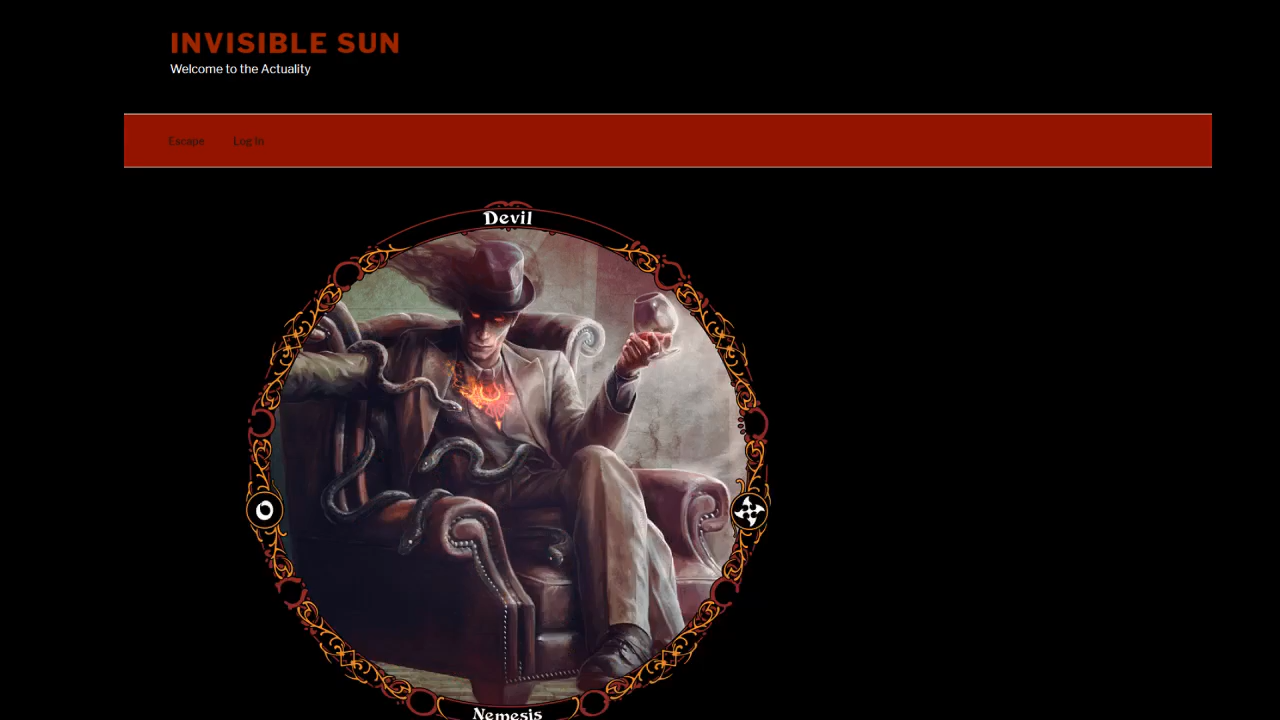 INVISIBLE SUN
Welcome to the Actuality
Escape Log In
Devil
Nemesis